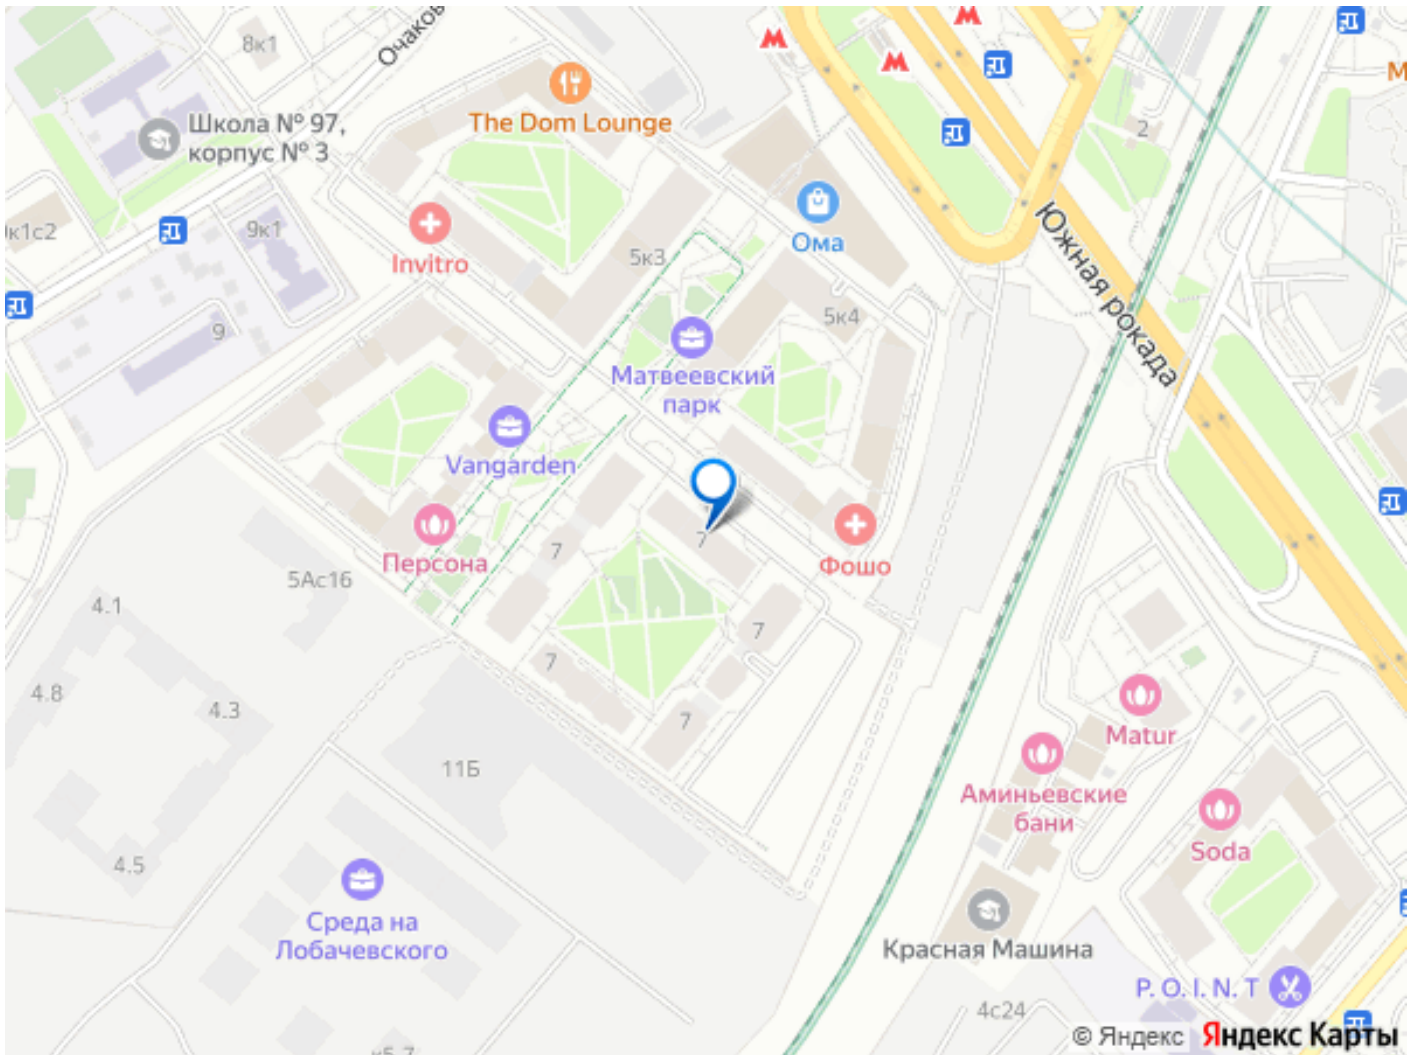 8к1
Очаков
М
The Dom Lounge
Школа № 97,
корпус № 3
2
9к1
Ома
Invitro
5к3
Южная рокада
5к4
9
Матвеевский
парк
Vangarden
Персона
7
7
Фошо
5Ас16
4.1
7
7
4.8
4.3
7
Matur
11Б
Аминьевские
бани
Soda
4.5
Среда на
Лобачевского
Красная Машина
P. O. I. N. T
4с24
© Яндекс Яндекс Карты